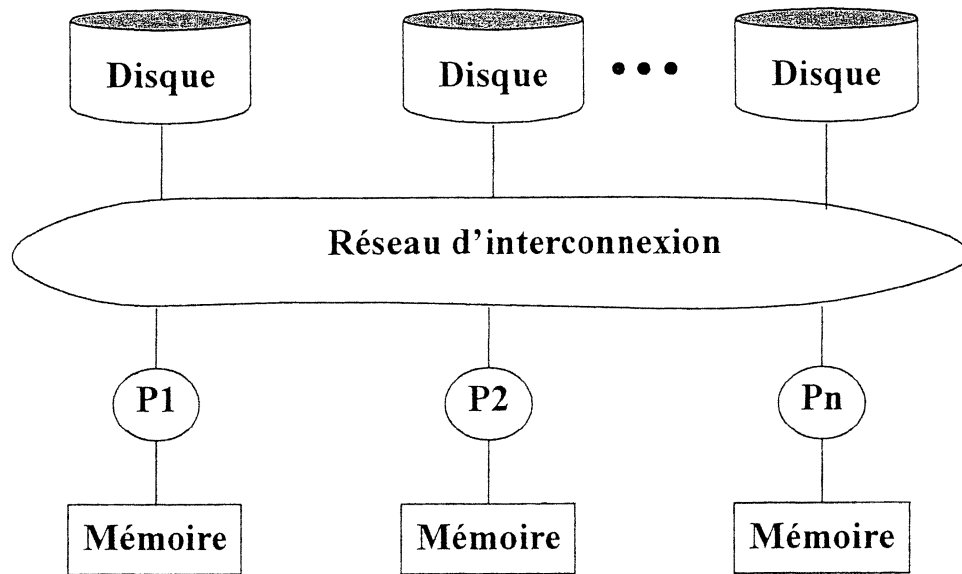 Disque Disque ••• Disque
Réseau d'interconnexion
P1 P2 Pn
Mémoire Mémoire Mémoire